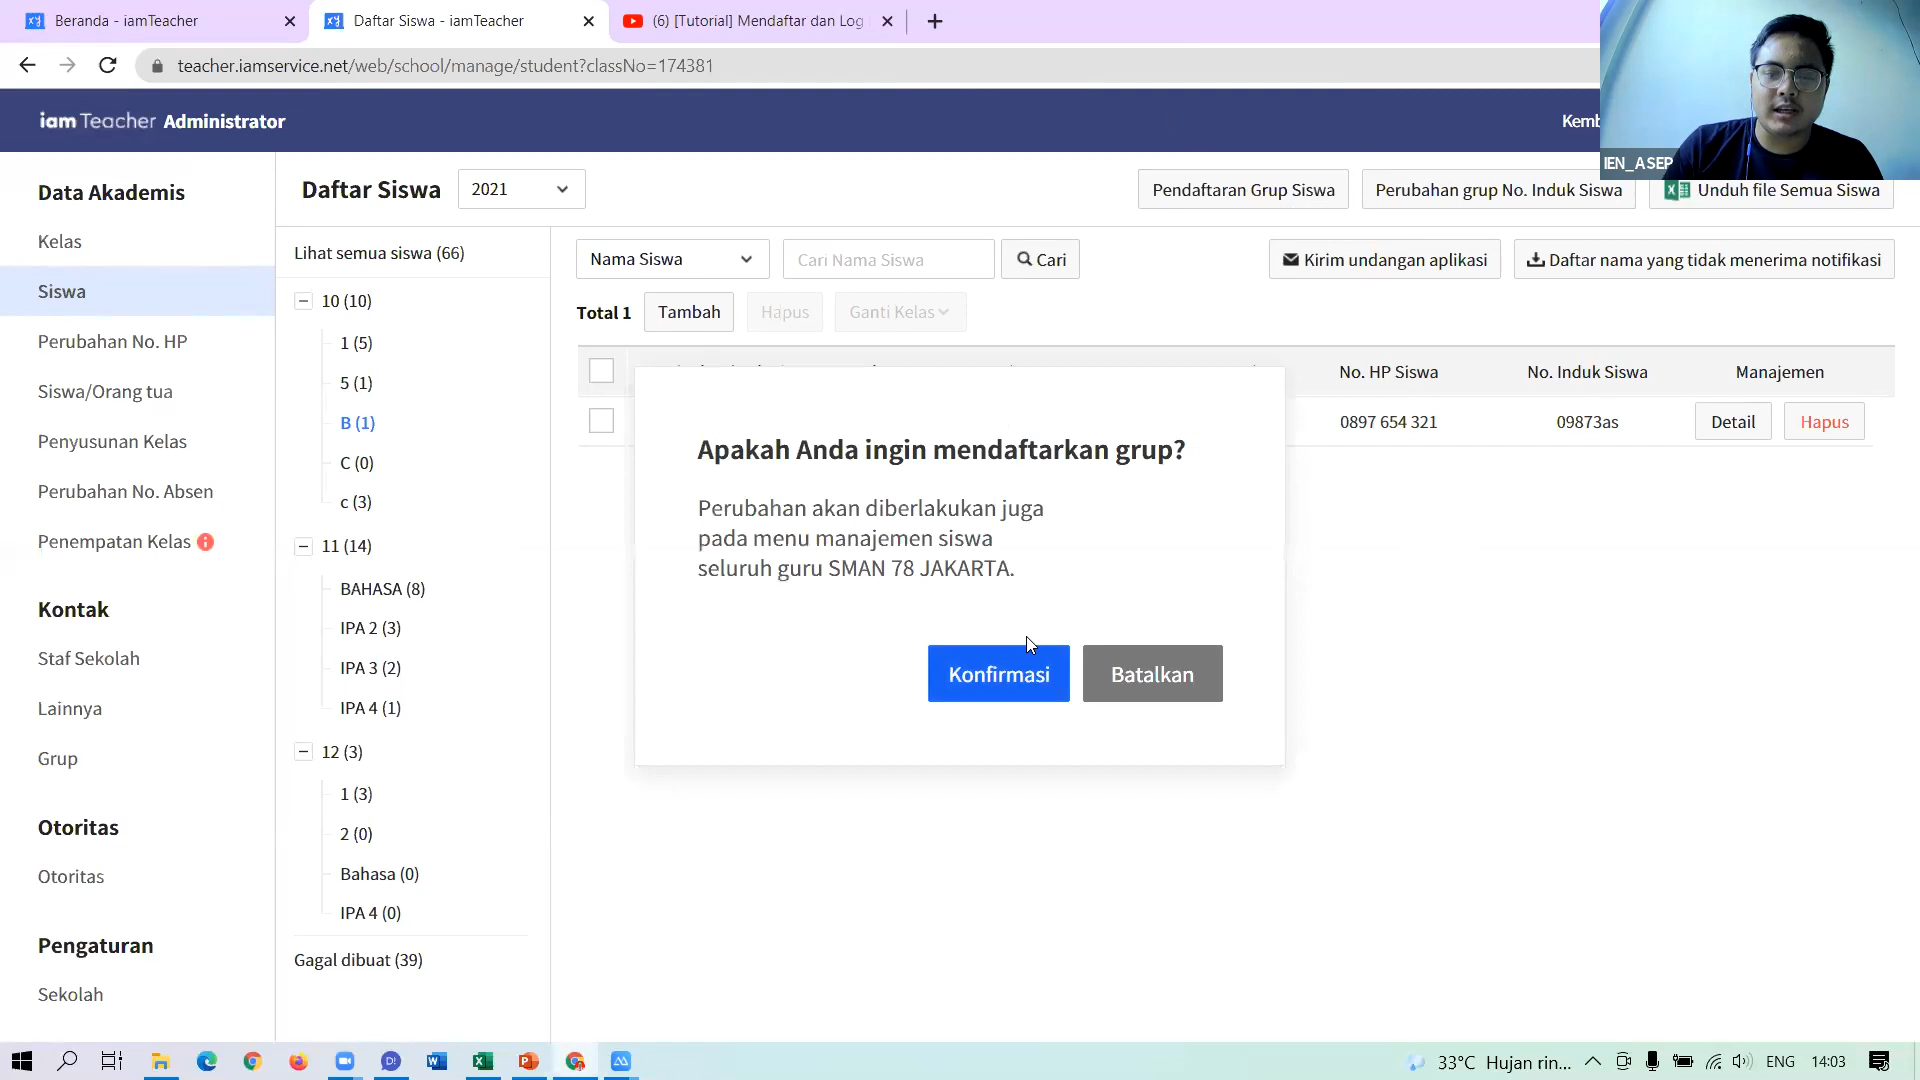 Beranda - iamTeacher
Daftar Siswa - iamTeacher
(6) [Tutorial] Mendaftar dan Log
teacher.iamservice.net/web/school/manage/student?classNo=174381
iam Teacher Administrator
Kemb
IEN_ASEP
Data Akademis
Kelas
Siswa
Perubahan No. HP
Siswa/Orang tua
Penyusunan Kelas
Perubahan No. Absen
Penempatan Kelas
Kontak
Staf Sekolah
Lainnya
Grup
Otoritas
Otoritas
Pengaturan
Sekolah
Daftar Siswa 2021
Pendaftaran Grup Siswa
Perubahan grup No. Induk Siswa
Unduh file Semua Siswa
Lihat semua siswa (66)
10 (10)
1 (5)
5 (1)
B (1)
C (0)
c (3)
11 (14)
BAHASA (8)
IPA 2 (3)
IPA 3 (2)
IPA 4 (1)
12 (3)
1 (3)
2 (0)
Bahasa (0)
IPA 4 (0)
Gagal dibuat (39)
Nama Siswa
Cari Nama Siswa
Cari
Kirim undangan aplikasi
Daftar nama yang tidak menerima notifikasi
Total 1
Tambah
Hapus
Ganti Kelas
No. HP Siswa No. Induk Siswa Manajemen
0897 654 321 09873as Detail Hapus
Apakah Anda ingin mendaftarkan grup?
Perubahan akan diberlakukan juga
pada menu manajemen siswa
seluruh guru SMAN 78 JAKARTA.
Konfirmasi
Batalkan
33°C Hujan rin...
ENG
14:03